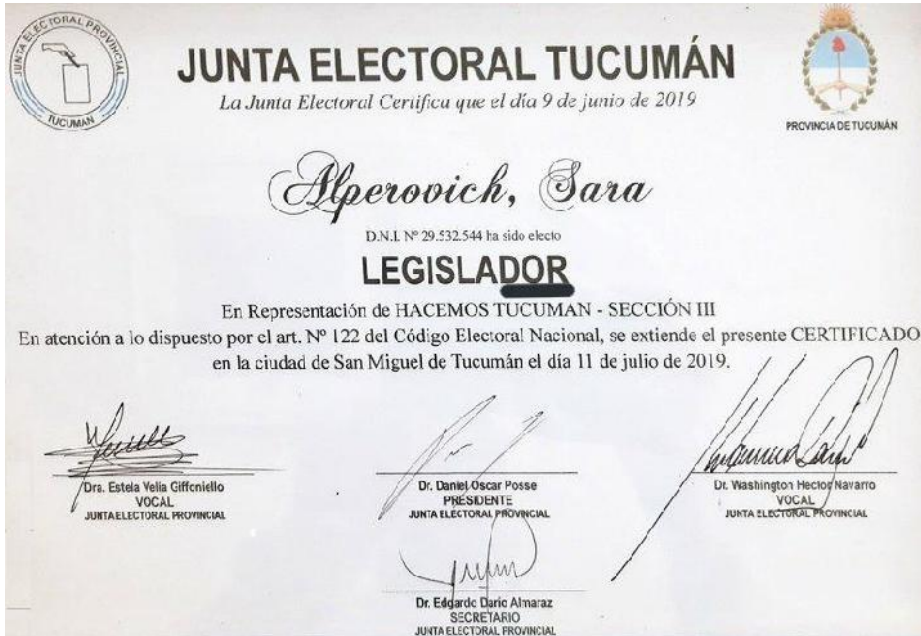 JUNTA ELECTORAL PROVINCIAL
TUCUMAN
JUNTA ELECTORAL TUCUMÁN
La Junta Electoral Certifica que el día 9 de junio de 2019
PROVINCIA DE TUCUMÁN
Alperovich, Sara
D.N.I. Nº 29.532.544 ha sido electo
LEGISLADOR
En Representación de HACEMOS TUCUMAN - SECCIÓN III
En atención a lo dispuesto por el art. Nº 122 del Código Electoral Nacional, se extiende el presente CERTIFICADO
en la ciudad de San Miguel de Tucumán el día 11 de julio de 2019.
Dra. Estela Velia Giffoniello
VOCAL
JUNTA ELECTORAL PROVINCIAL
Dr. Daniel Oscar Posse
PRESIDENTE
JUNTA ELECTORAL PROVINCIAL
Dr. Washington Hector Navarro
VOCAL
JUNTA ELECTORAL PROVINCIAL
Dr. Edgardo Dario Almaraz
SECRETARIO
JUNTA ELECTORAL PROVINCIAL